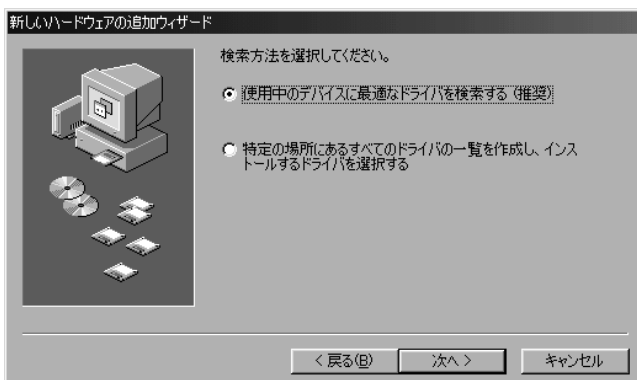 新しいハードウェアの追加ウィザード
検索方法を選択してください。
使用中のデバイスに最適なドライバを検索する (推奨)
特定の場所にあるすべてのドライバの一覧を作成し、インス
トールするドライバを選択する
< 戻る(B)
次へ >
キャンセル